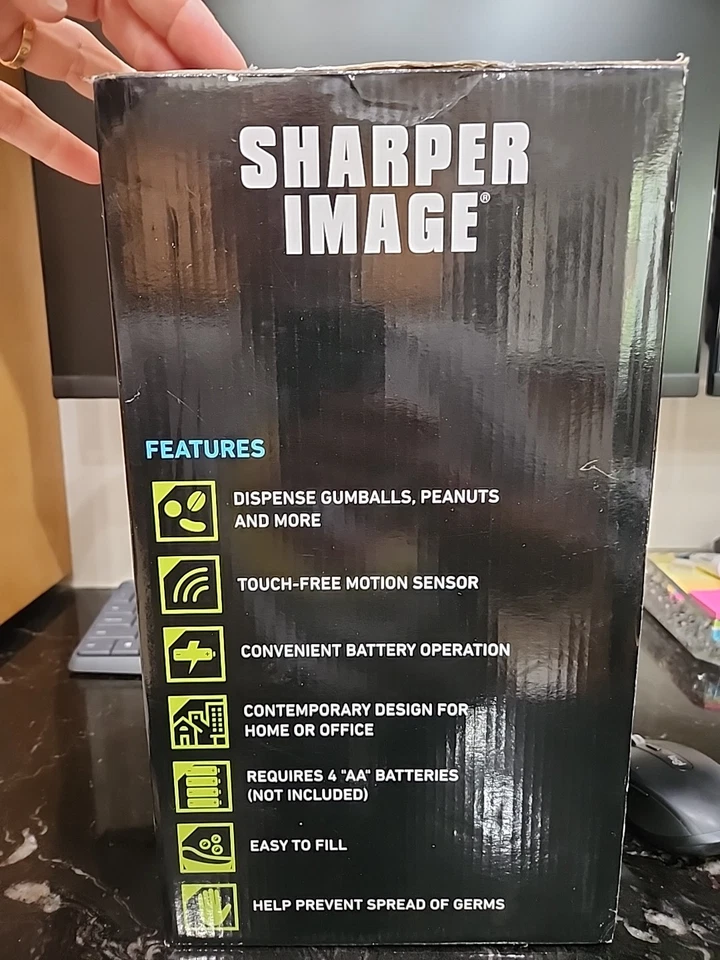 SHARPER
IMAGE®
FEATURES
DISPENSE GUMBALLS, PEANUTS
AND MORE
TOUCH-FREE MOTION SENSOR
CONVENIENT BATTERY OPERATION
CONTEMPORARY DESIGN FOR
HOME OR OFFICE
REQUIRES 4 "AA" BATTERIES
(NOT INCLUDED)
EASY TO FILL
HELP PREVENT SPREAD OF GERMS